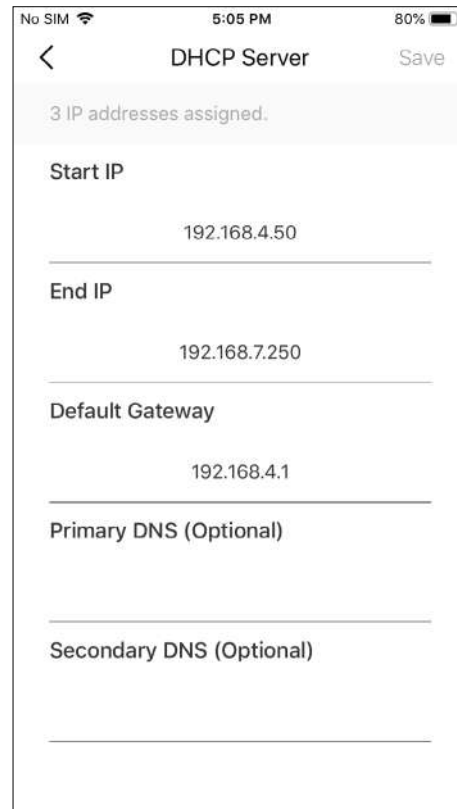 No SIM 5:05 PM 80%
DHCP Server Save
3 IP addresses assigned.
Start IP
192.168.4.50
End IP
192.168.7.250
Default Gateway
192.168.4.1
Primary DNS (Optional)
Secondary DNS (Optional)